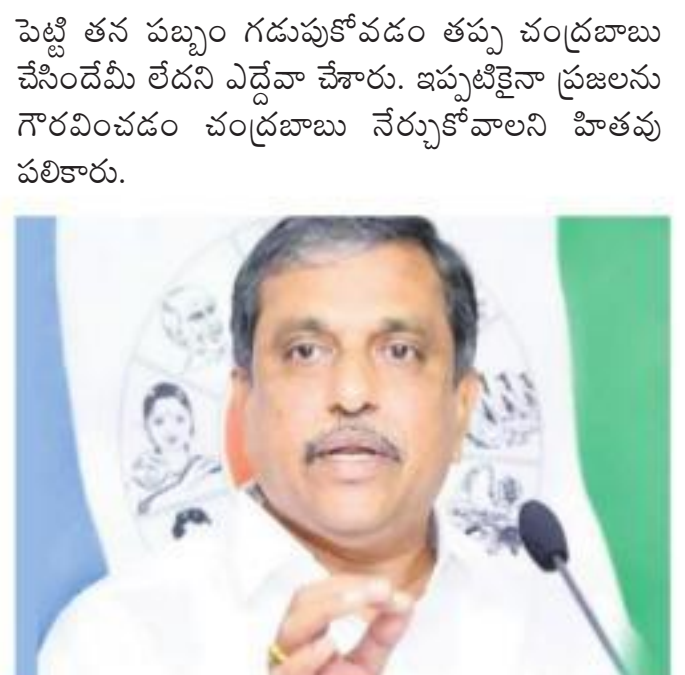 పెట్టి తన పబ్బం గడుపుకోవడం తప్ప చంద్రబాబు
చేసిందేమీ లేదని ఎద్దేవా చేశారు. ఇప్పటికైనా ప్రజలను
గౌరవించడం చంద్రబాబు నేర్చుకోవాలని హితవు
పలికారు.